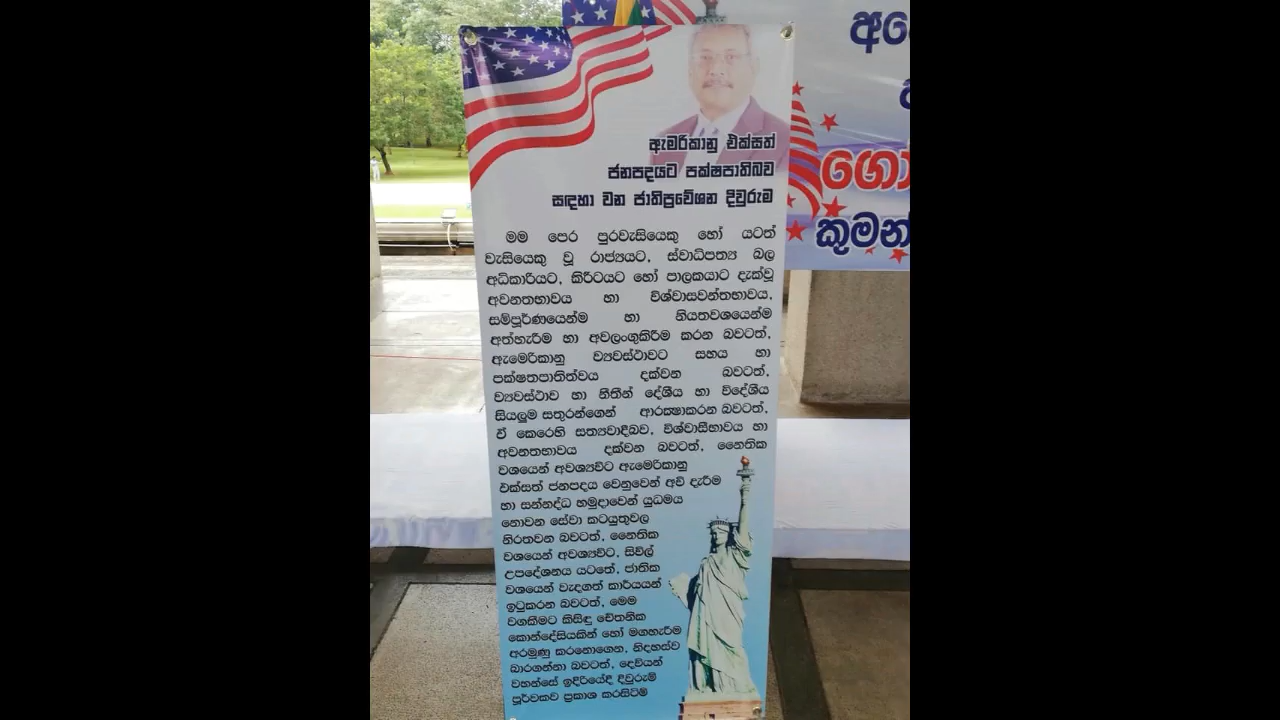 ඇමරිකානු එක්සත්
ජනපදයට පක්ෂපාතිබව
සඳහා වන ජාතිප්‍රවේශන දිවුරුම
මම පෙර පුරවැසියෙකු හෝ යටත්
වැසියෙකු වූ රාජ්‍යයට, ස්වාධිපත්‍ය බල
අධිකාරියට, කිරීටයට හෝ පාලකයාට දැක්වූ
අවනතභාවය හා විශ්වාසවන්තභාවය,
සම්පූර්ණයෙන්ම හා නියතවශයෙන්ම
අත්හැරීම හා අවලංගුකිරීම කරන බවටත්,
ඇමෙරිකානු ව්‍යවස්ථාවට සහය හා
පක්ෂතපාතිත්වය දක්වන බවටත්,
ව්‍යවස්ථාව හා නීතීන් දේශීය හා විදේශීය
සියලුම සතුරන්ගෙන් ආරක්‍ෂාකරන බවටත්,
ඒ කෙරෙහි සත්‍යවාදීබව, විශ්වාසීභාවය හා
අවනතභාවය දක්වන බවටත්, නෛතික
වශයෙන් අවශ්‍යවිට ඇමෙරිකානු
එක්සත් ජනපදය වෙනුවෙන් අවි දැරීම
හා සන්නද්ධ හමුදාවෙන් යුධමය
නොවන සේවා කටයුතුවල
නිරතවන බවටත්, නෛතික
වශයෙන් අවශ්‍යවිට, සිවිල්
උපදේශනය යටතේ, ජාතික
වශයෙන් වැදගත් කාර්යයන්
ඉටුකරන බවටත්, මෙම
වගකීමට කිසිඳු චේතනික
කොන්දේසියකින් හෝ මගහැරීම
අරමුණු කරනොගෙන, නිදහස්ව
බාරගන්නා බවටත්, දෙවියන්
වහන්සේ ඉදිරියේදී දිවුරුම්
පූර්වකව ප්‍රකාශ කරසිටිමි
කුමන්